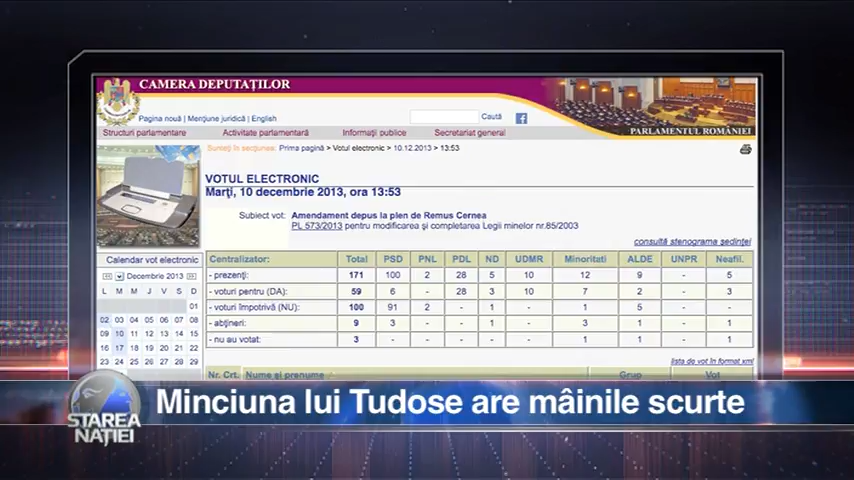 CAMERA DEPUTAȚILOR
Pagina nouă | Mențiune juridică | English
Caută
Structuri parlamentare Activitate parlamentară Informații publice Secretariat general
PARLAMENTUL ROMÂNIEI
Sunteți în secțiunea: Prima pagină > Votul electronic > 10.12.2013 > 13:53
VOTUL ELECTRONIC
Marți, 10 decembrie 2013, ora 13:53
Subiect vot: Amendament depus la plen de Remus Cernea
PL 573/2013 pentru modificarea și completarea Legii minelor nr.85/2003
consultă stenograma ședinței
Calendar vot electronic
Decembrie 2013
L M M J V S D
01
02 03 04 05 06 07 08
09 10 11 12 13 14 15
16 17 18 19 20 21 22
23 24 25 26 27 28 29
Centralizator: Total PSD PNL PDL ND UDMR Minoritati ALDE UNPR Neafil.
- prezenți: 171 100 2 28 5 10 12 9 - 5
- voturi pentru (DA): 59 6 - 28 3 10 7 2 - 3
- voturi împotrivă (NU): 100 91 2 - 1 - 1 5 - -
- abțineri: 9 3 - - 1 - 3 1 - 1
- nu au votat: 3 - - - - - 1 1 - 1
lista de vot în format xml
Nr. Crt. Nume și prenume Grup Vot
STAREA NAȚIEI
Minciuna lui Tudose are mâinile scurte